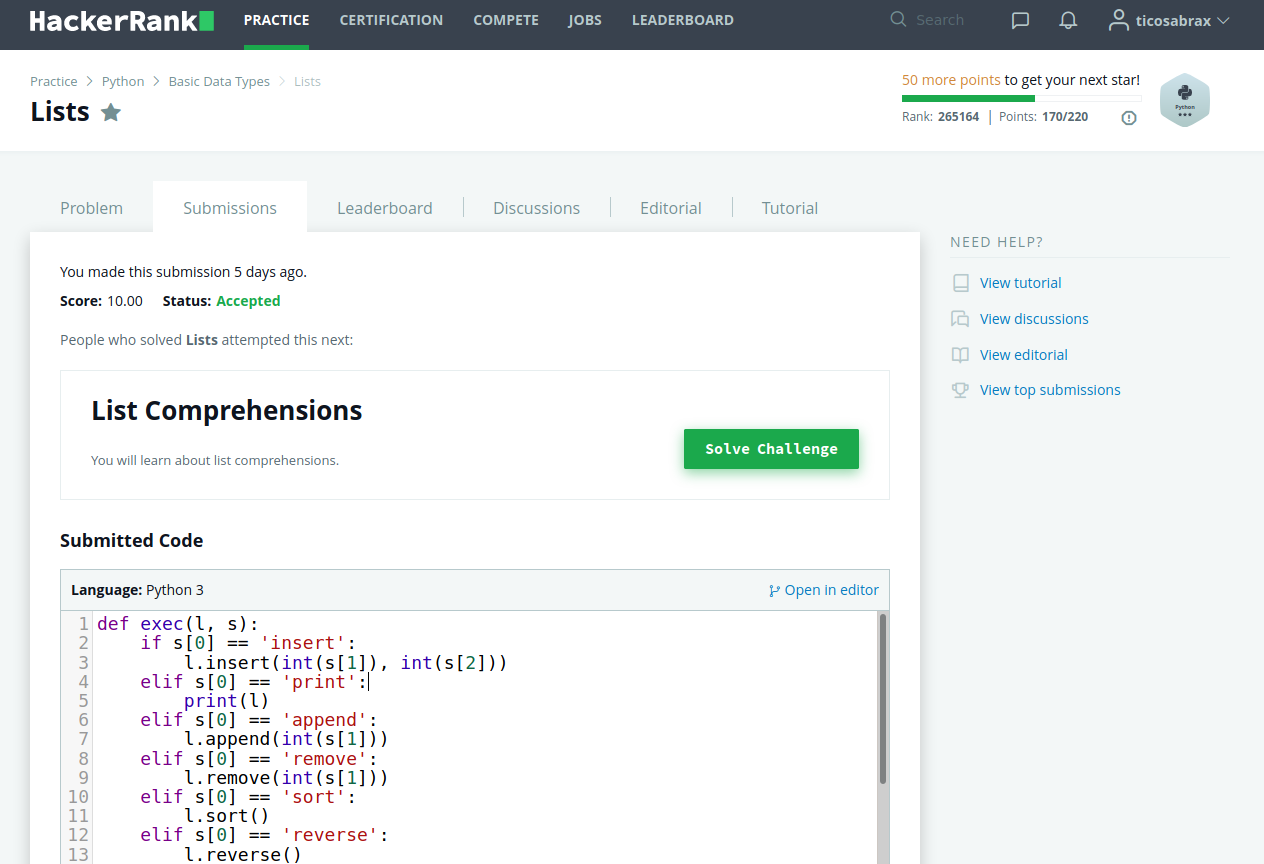 HackerRank PRACTICE CERTIFICATION COMPETE JOBS LEADERBOARD Search ticosabrax
Practice > Python > Basic Data Types > Lists
Lists
50 more points to get your next star!
Rank: 265164 | Points: 170/220
Python
Problem Submissions Leaderboard Discussions Editorial Tutorial
You made this submission 5 days ago.
Score: 10.00 Status: Accepted
People who solved Lists attempted this next:
List Comprehensions
You will learn about list comprehensions.
Solve Challenge
Submitted Code
Language: Python 3 Open in editor
1 def exec(l, s):
2     if s[0] == 'insert':
3         l.insert(int(s[1]), int(s[2]))
4     elif s[0] == 'print':
5         print(l)
6     elif s[0] == 'append':
7         l.append(int(s[1]))
8     elif s[0] == 'remove':
9         l.remove(int(s[1]))
10     elif s[0] == 'sort':
11         l.sort()
12     elif s[0] == 'reverse':
13         l.reverse()
NEED HELP?
View tutorial
View discussions
View editorial
View top submissions